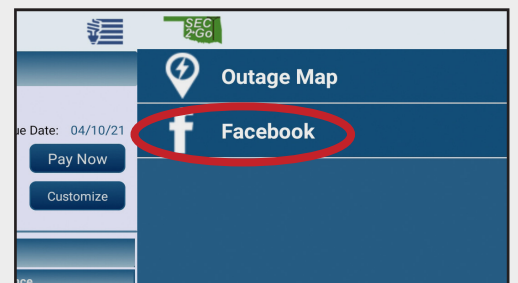 SEC
2·Go
Outage Map
ue Date: 04/10/21
Facebook
Pay Now
Customize